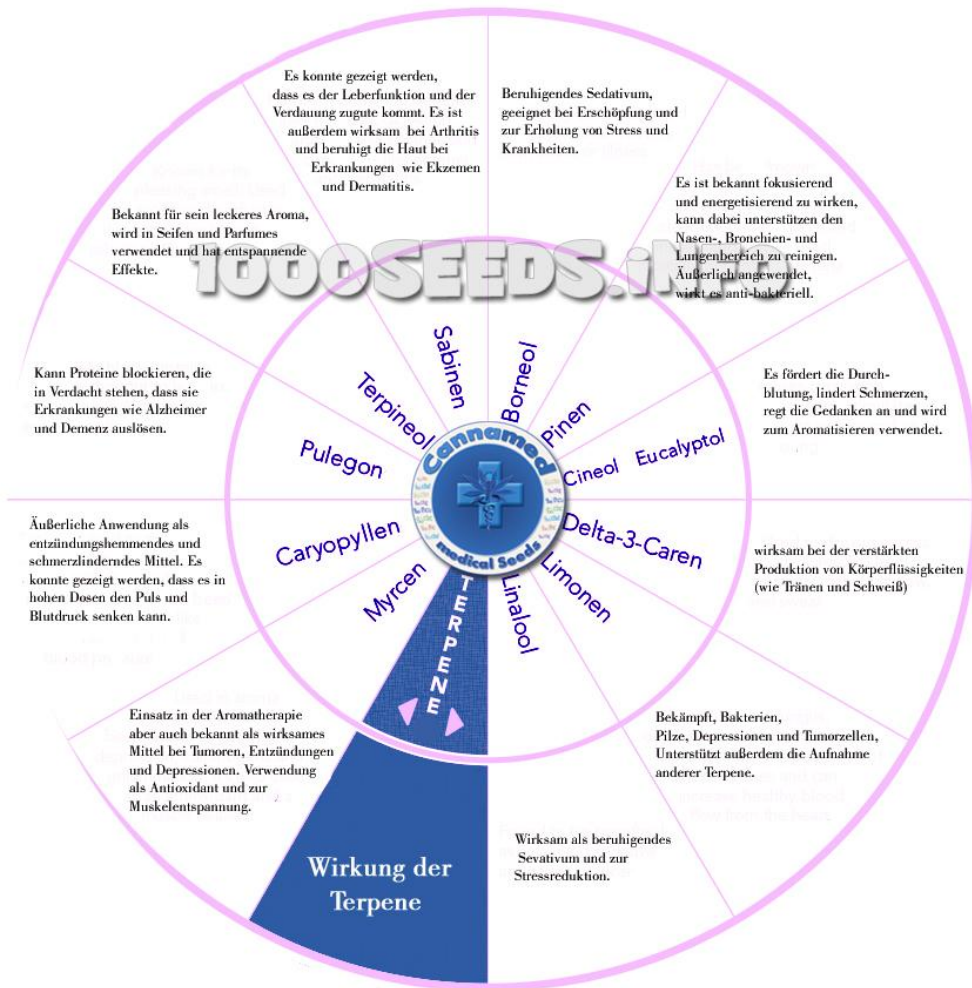 Es konnte gezeigt werden,
dass es der Leberfunktion und der
Verdauung zugute kommt. Es ist
außerdem wirksam bei Arthritis
und beruhigt die Haut bei
Erkrankungen wie Ekzemen
und Dermatitis.
Beruhigendes Sedativum,
geeignet bei Erschöpfung und
zur Erholung von Stress und
Krankheiten.
Es ist bekannt fokusierend
und energetisierend zu wirken,
kann dabei unterstützen den
Nasen-, Bronchien- und
Lungenbereich zu reinigen.
Äußerlich angewendet,
wirkt es anti-bakteriell.
Bekannt für sein leckeres Aroma,
wird in Seifen und Parfumes
verwendet und hat entspannende
Effekte.
1000SEEDS.iNFO
Kann Proteine blockieren, die
in Verdacht stehen, dass sie
Erkrankungen wie Alzheimer
und Demenz auslösen.
Es fördert die Durch-
blutung, lindert Schmerzen,
regt die Gedanken an und wird
zum Aromatisieren verwendet.
Sabinen
Borneol
Terpineol
Pinen
Pulegon
Cineol Eucalyptol
Caryopyllen
Delta-3-Caren
Myrcen
Limonen
Linalool
Cannamed
medical Seeds
TERPENE
Äußerliche Anwendung als
entzündungshemmendes und
schmerzlinderndes Mittel. Es
konnte gezeigt werden, dass es in
hohen Dosen den Puls und
Blutdruck senken kann.
wirksam bei der verstärkten
Produktion von Körperflüssigkeiten
(wie Tränen und Schweiß)
Einsatz in der Aromatherapie
aber auch bekannt als wirksames
Mittel bei Tumoren, Entzündungen
und Depressionen. Verwendung
als Antioxidant und zur
Muskelentspannung.
Bekämpft, Bakterien,
Pilze, Depressionen und Tumorzellen,
Unterstützt außerdem die Aufnahme
anderer Terpene.
Wirkung der
Terpene
Wirksam als beruhigendes
Sevativum und zur
Stressreduktion.